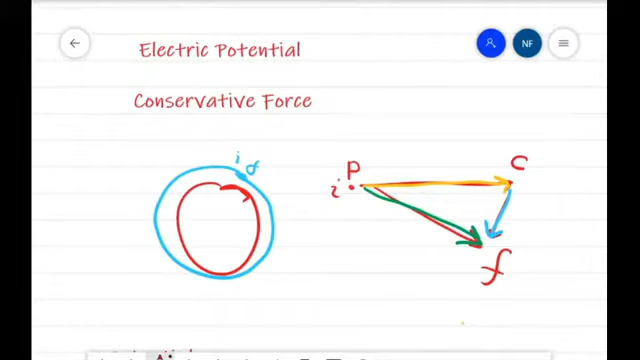 NF
Electric Potential
Conservative Force
i f
P
C
i
f